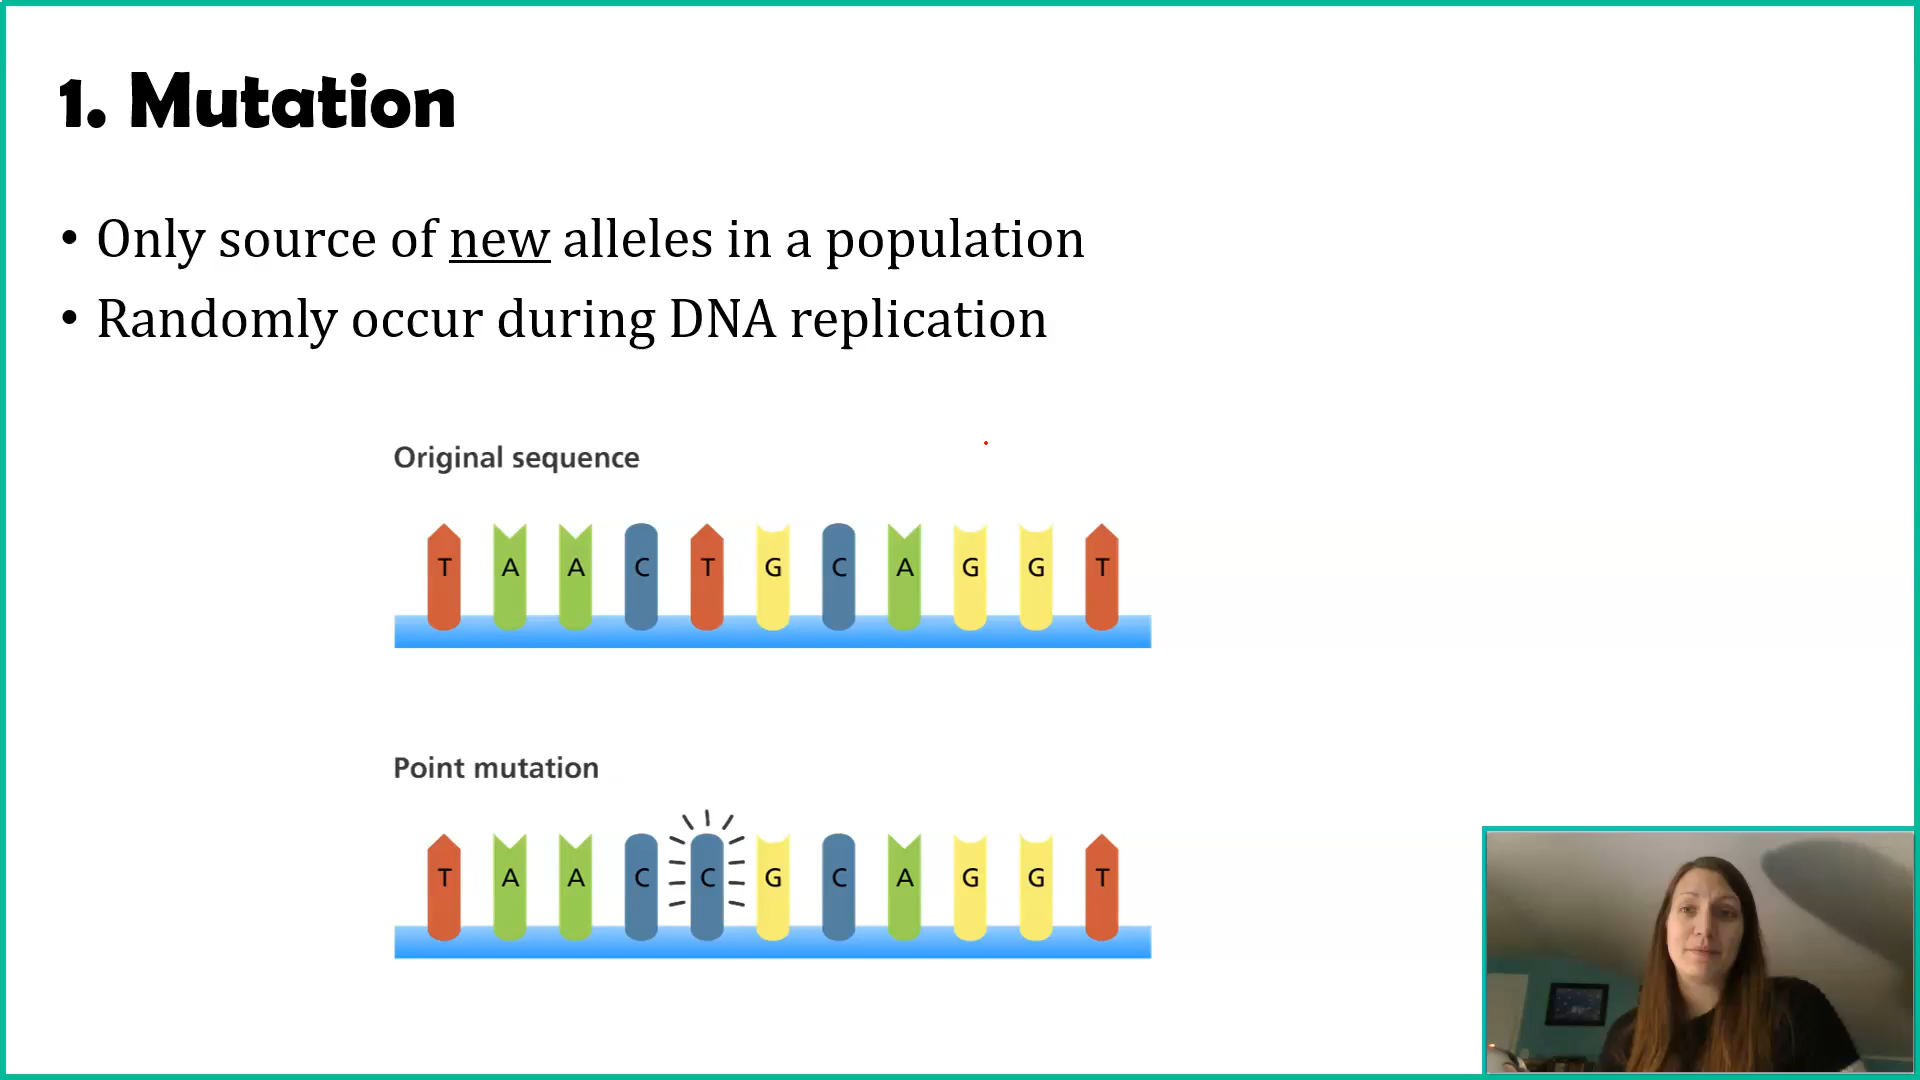 1. Mutation
• Only source of new alleles in a population
• Randomly occur during DNA replication
Original sequence
T A A C T G C A G G T
Point mutation
T A A C C G C A G G T